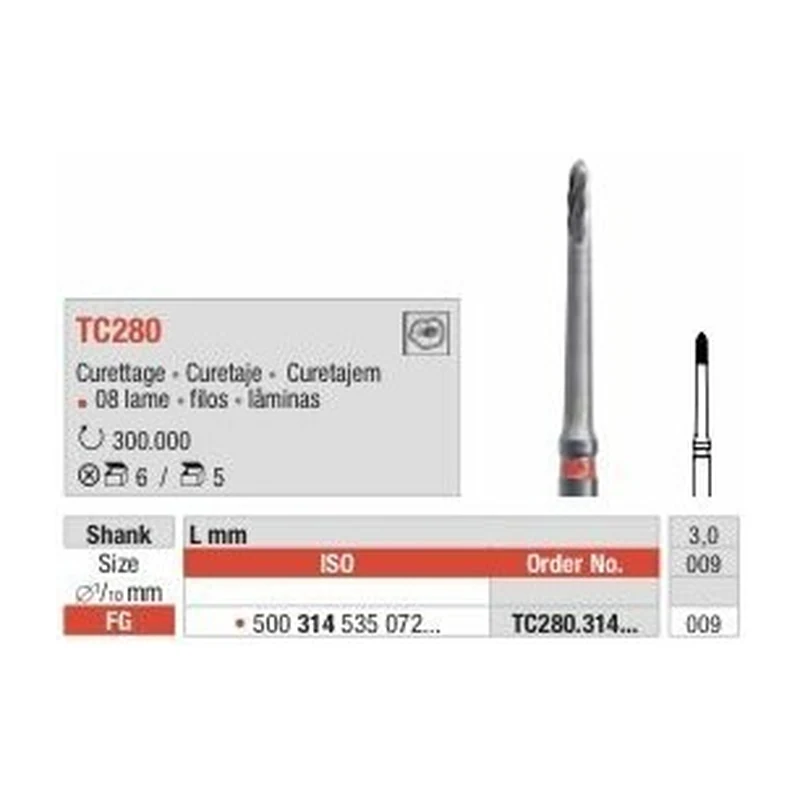 TC280
Curettage • Curetaje • Curetajem
▪ 08 lame • filos • lâminas
300.000
6 / 5
Shank L mm 3,0
Size ISO Order No. 009
∅ 1/10 mm
FG • 500 314 535 072... TC280.314... 009